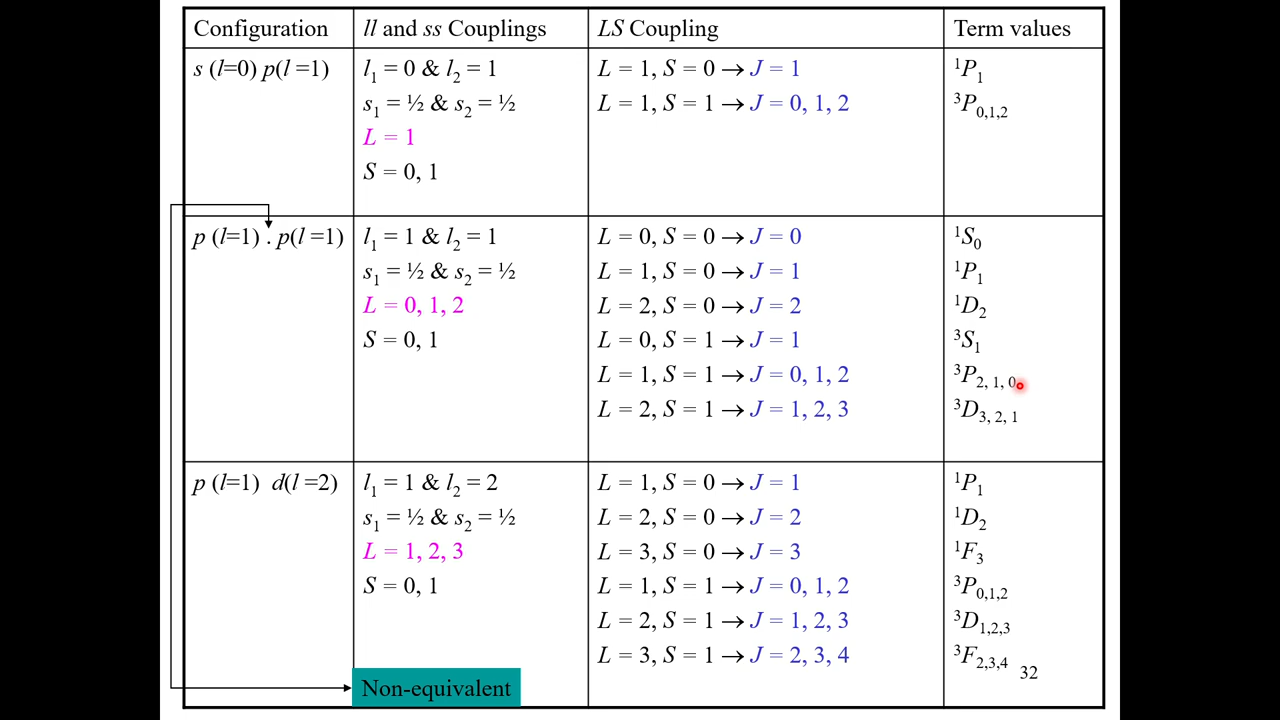 Configuration ll and ss Couplings LS Coupling Term values
s (l=0) p(l =1) l₁ = 0 & l₂ = 1 L = 1, S = 0 → J = 1 ¹P₁
s₁ = ½ & s₂ = ½ L = 1, S = 1 → J = 0, 1, 2 ³P₀,₁,₂
L = 1
S = 0, 1
p (l=1) . p(l =1) l₁ = 1 & l₂ = 1 L = 0, S = 0 → J = 0 ¹S₀
s₁ = ½ & s₂ = ½ L = 1, S = 0 → J = 1 ¹P₁
L = 0, 1, 2 L = 2, S = 0 → J = 2 ¹D₂
S = 0, 1 L = 0, S = 1 → J = 1 ³S₁
L = 1, S = 1 → J = 0, 1, 2 ³P₂, ₁, ₀
L = 2, S = 1 → J = 1, 2, 3 ³D₃, ₂, ₁
p (l=1) d(l =2) l₁ = 1 & l₂ = 2 L = 1, S = 0 → J = 1 ¹P₁
s₁ = ½ & s₂ = ½ L = 2, S = 0 → J = 2 ¹D₂
L = 1, 2, 3 L = 3, S = 0 → J = 3 ¹F₃
S = 0, 1 L = 1, S = 1 → J = 0, 1, 2 ³P₀,₁,₂
L = 2, S = 1 → J = 1, 2, 3 ³D₁,₂,₃
L = 3, S = 1 → J = 2, 3, 4 ³F₂,₃,₄
32
Non-equivalent